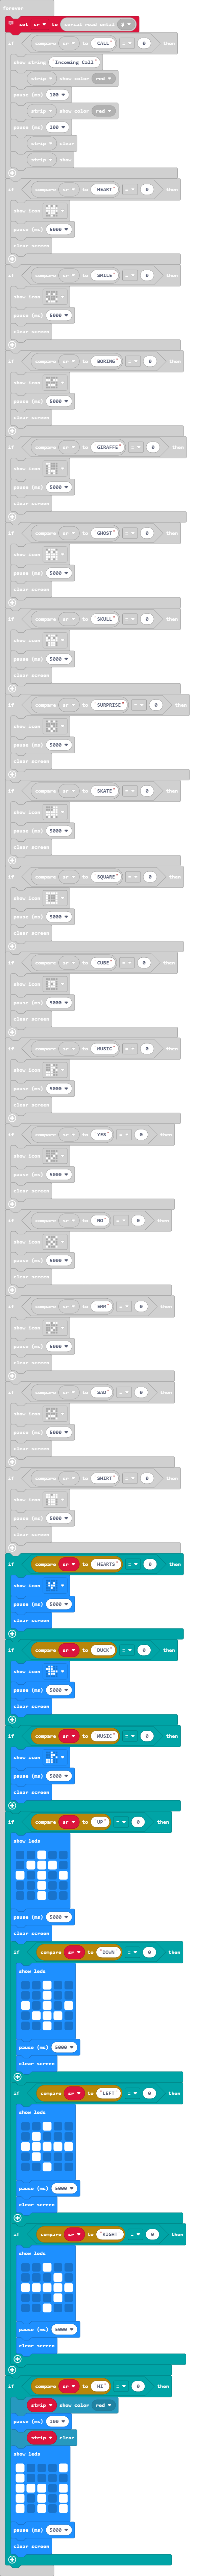 forever
set sr to serial read until $
if compare sr to "CALL" = 0 then
show string "Incoming Call"
strip show color red
pause (ms) 100
strip show color red
pause (ms) 100
strip clear
strip show
if compare sr to "HEART" = 0 then
show icon
pause (ms) 5000
clear screen
if compare sr to "SMILE" = 0 then
show icon
pause (ms) 5000
clear screen
if compare sr to "BORING" = 0 then
show icon
pause (ms) 5000
clear screen
if compare sr to "GIRAFFE" = 0 then
show icon
pause (ms) 5000
clear screen
if compare sr to "GHOST" = 0 then
show icon
pause (ms) 5000
clear screen
if compare sr to "SKULL" = 0 then
show icon
pause (ms) 5000
clear screen
if compare sr to "SURPRISE" = 0 then
show icon
pause (ms) 5000
clear screen
if compare sr to "SKATE" = 0 then
show icon
pause (ms) 5000
clear screen
if compare sr to "SQUARE" = 0 then
show icon
pause (ms) 5000
clear screen
if compare sr to "CUBE" = 0 then
show icon
pause (ms) 5000
clear screen
if compare sr to "MUSIC" = 0 then
show icon
pause (ms) 5000
clear screen
if compare sr to "YES" = 0 then
show icon
pause (ms) 5000
clear screen
if compare sr to "NO" = 0 then
show icon
pause (ms) 5000
clear screen
if compare sr to "EMM" = 0 then
show icon
pause (ms) 5000
clear screen
if compare sr to "SAD" = 0 then
show icon
pause (ms) 5000
clear screen
if compare sr to "SHIRT" = 0 then
show icon
pause (ms) 5000
clear screen
if compare sr to "HEARTS" = 0 then
show icon
pause (ms) 5000
clear screen
if compare sr to "DUCK" = 0 then
show icon
pause (ms) 5000
clear screen
if compare sr to "MUSIC" = 0 then
show icon
pause (ms) 5000
clear screen
if compare sr to "UP" = 0 then
show leds
pause (ms) 5000
clear screen
if compare sr to "DOWN" = 0 then
show leds
pause (ms) 5000
clear screen
if compare sr to "LEFT" = 0 then
show leds
pause (ms) 5000
clear screen
if compare sr to "RIGHT" = 0 then
show leds
pause (ms) 5000
clear screen
if compare sr to "HI" = 0 then
strip show color red
pause (ms) 100
strip clear
show leds
pause (ms) 5000
clear screen